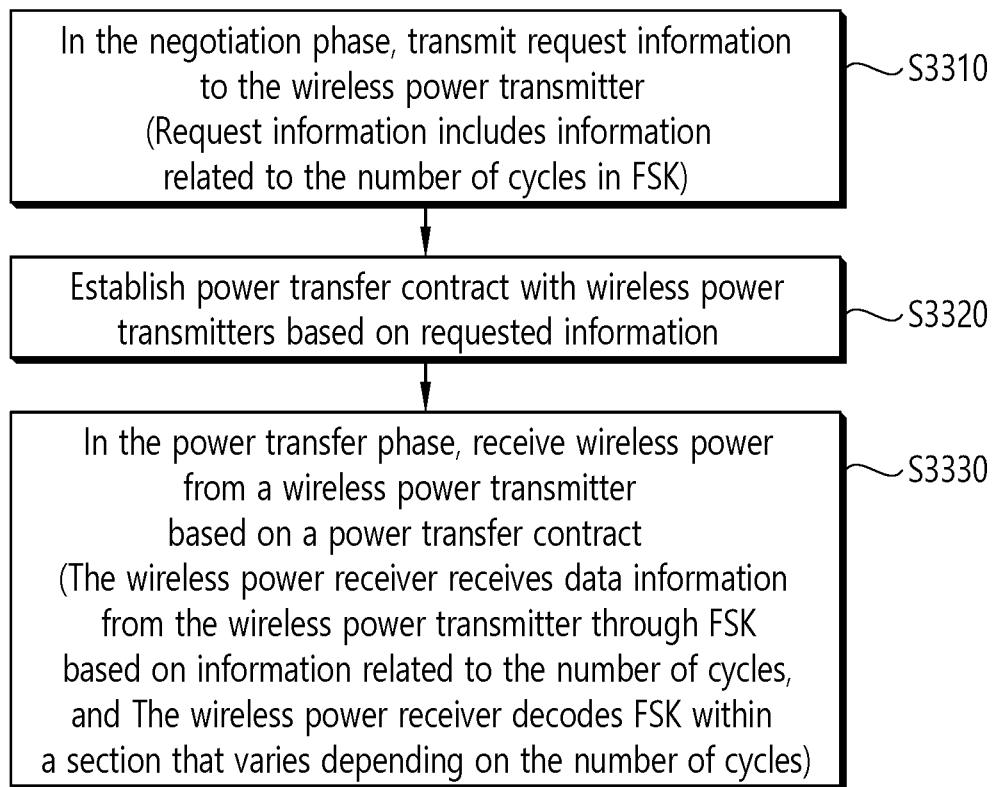 In the negotiation phase, transmit request information
to the wireless power transmitter
(Request information includes information
related to the number of cycles in FSK)
S3310
Establish power transfer contract with wireless power
transmitters based on requested information
S3320
In the power transfer phase, receive wireless power
from a wireless power transmitter
based on a power transfer contract
(The wireless power receiver receives data information
from the wireless power transmitter through FSK
based on information related to the number of cycles,
and The wireless power receiver decodes FSK within
a section that varies depending on the number of cycles)
S3330